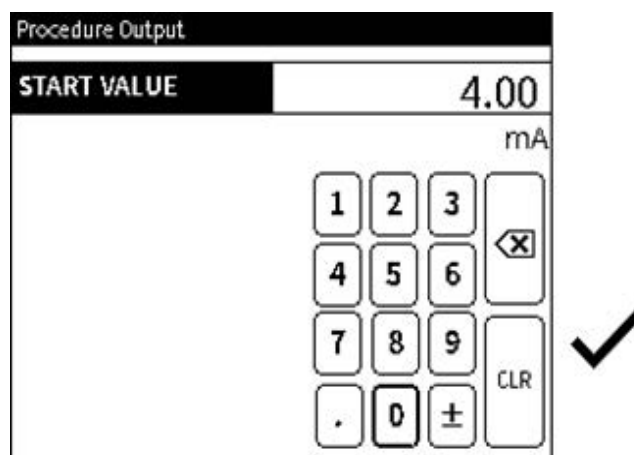 Procedure Output
START VALUE 4.00
mA
1 2 3
4 5 6
7 8 9
CLR
. 0 ±